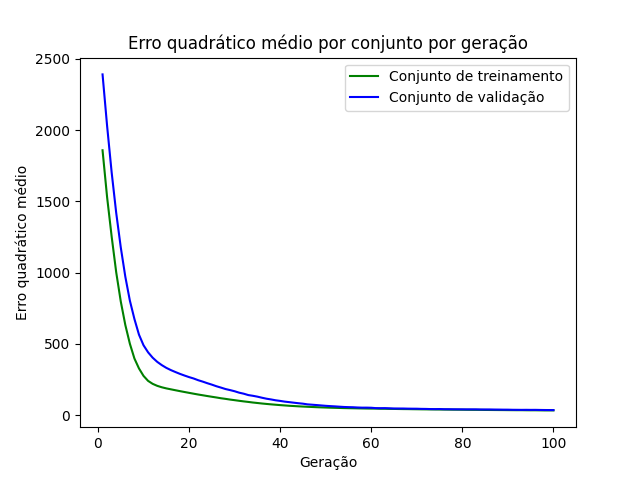 Erro quadrático médio por conjunto por geração
2500
2000
1500
1000
500
0
Erro quadrático médio
Conjunto de treinamento
Conjunto de validação
0 20 40 60 80 100
Geração